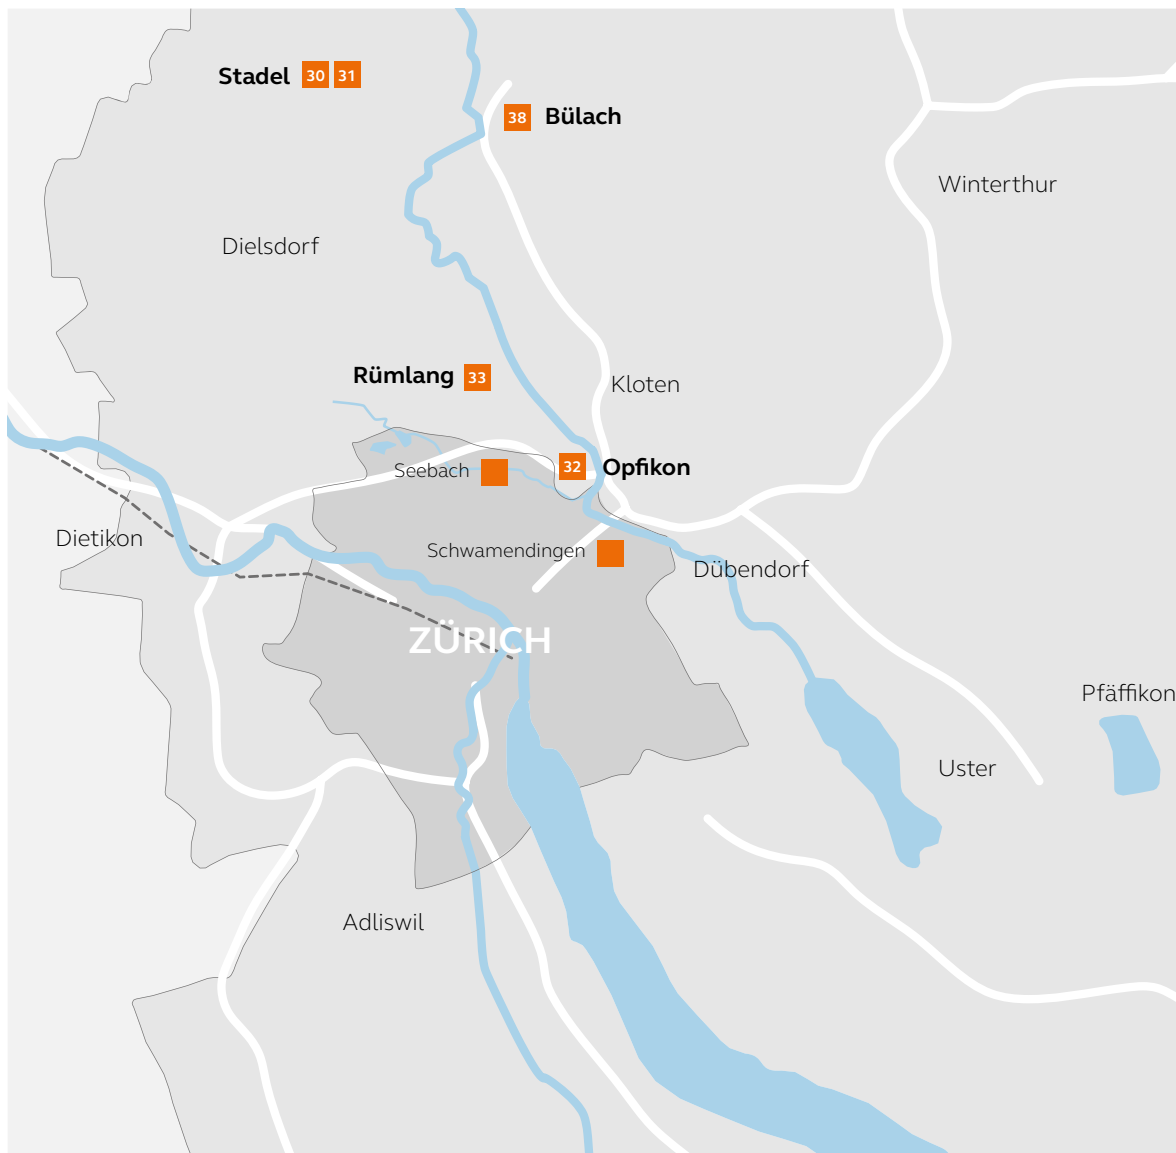 Stadel 30 31
38 Bülach
Winterthur
Dielsdorf
Rümlang 33
Kloten
Seebach
32 Opfikon
Dietikon
Schwamendingen
Dübendorf
ZÜRICH
Pfäffikon
Uster
Adliswil